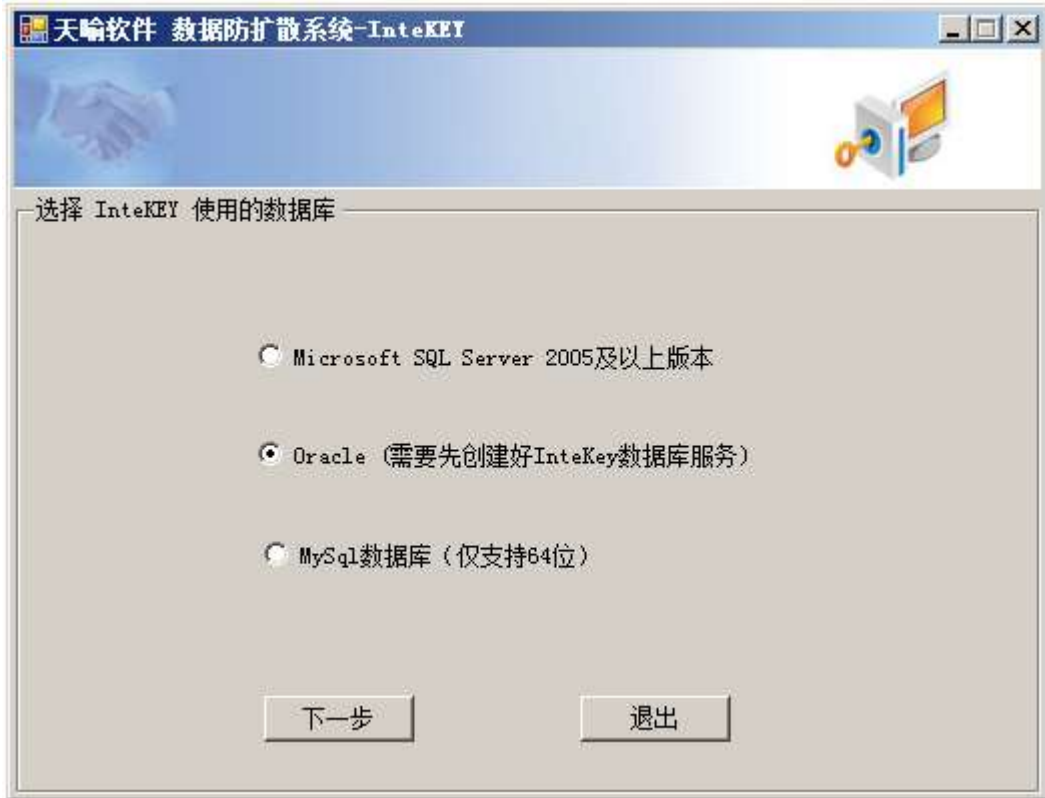 天喻软件 数据防扩散系统-InteKEY
选择 InteKEY 使用的数据库
Microsoft SQL Server 2005及以上版本
Oracle (需要先创建好InteKey数据库服务)
MySql数据库(仅支持64位)
下一步
退出